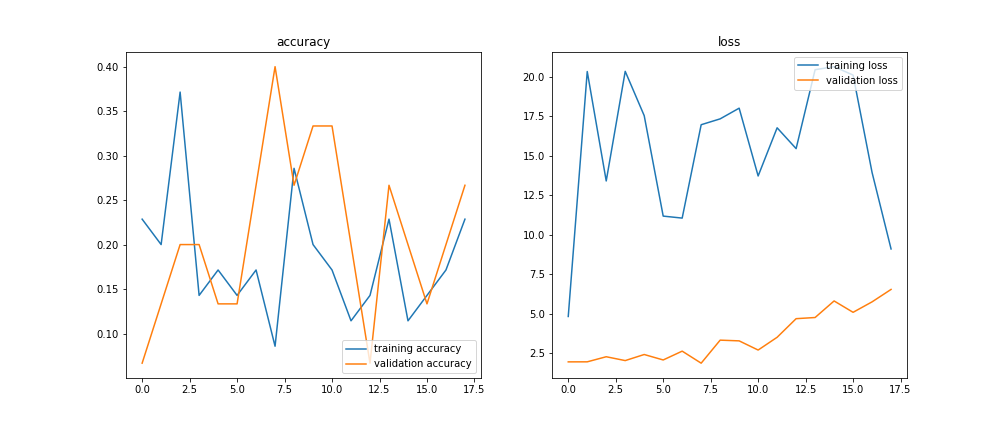 accuracy
0.40
0.35
0.30
0.25
0.20
0.15
0.10
training accuracy
validation accuracy
0.0 2.5 5.0 7.5 10.0 12.5 15.0 17.5
loss
20.0
17.5
15.0
12.5
10.0
7.5
5.0
2.5
training loss
validation loss
0.0 2.5 5.0 7.5 10.0 12.5 15.0 17.5